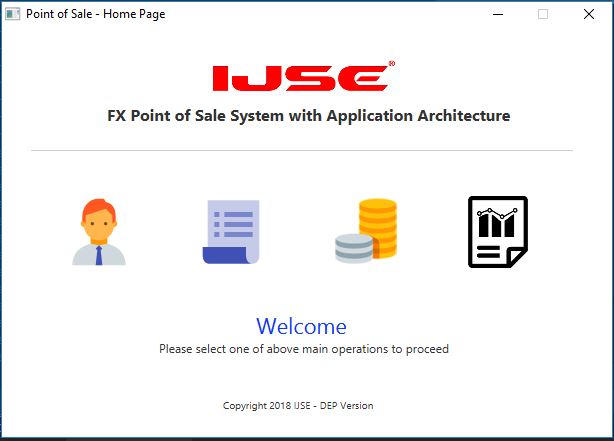 Point of Sale - Home Page
IJSE®
FX Point of Sale System with Application Architecture
Welcome
Please select one of above main operations to proceed
Copyright 2018 IJSE - DEP Version